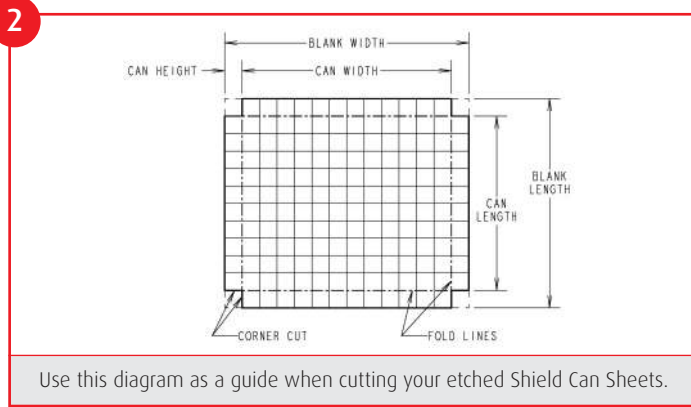 2
BLANK WIDTH
CAN HEIGHT
CAN WIDTH
BLANK
LENGTH
CAN
LENGTH
CORNER CUT
FOLD LINES
Use this diagram as a guide when cutting your etched Shield Can Sheets.